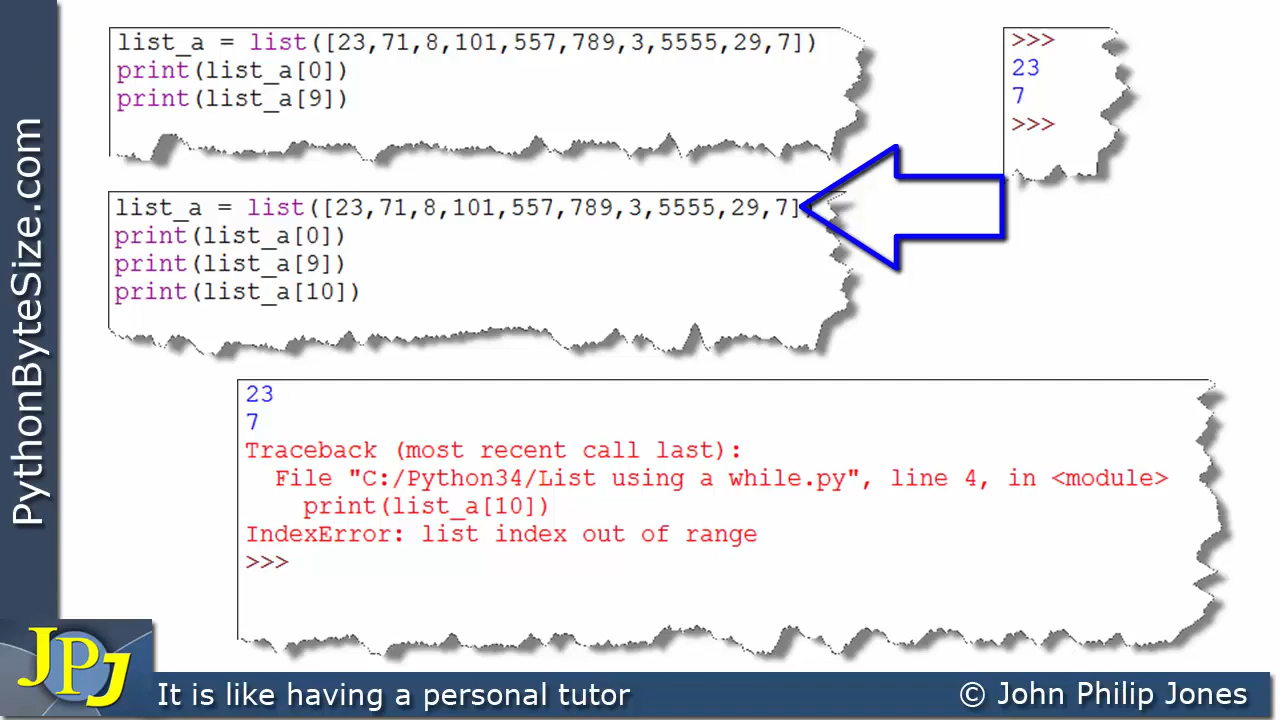 list_a = list([23,71,8,101,557,789,3,5555,29,7])
print(list_a[0])
print(list_a[9])
>>>
23
7
>>>
list_a = list([23,71,8,101,557,789,3,5555,29,7]
print(list_a[0])
print(list_a[9])
print(list_a[10])
23
7
Traceback (most recent call last):
File "C:/Python34/List using a while.py", line 4, in <module>
print(list_a[10])
IndexError: list index out of range
>>>
PythonByteSize.com
JPJ
It is like having a personal tutor
© John Philip Jones